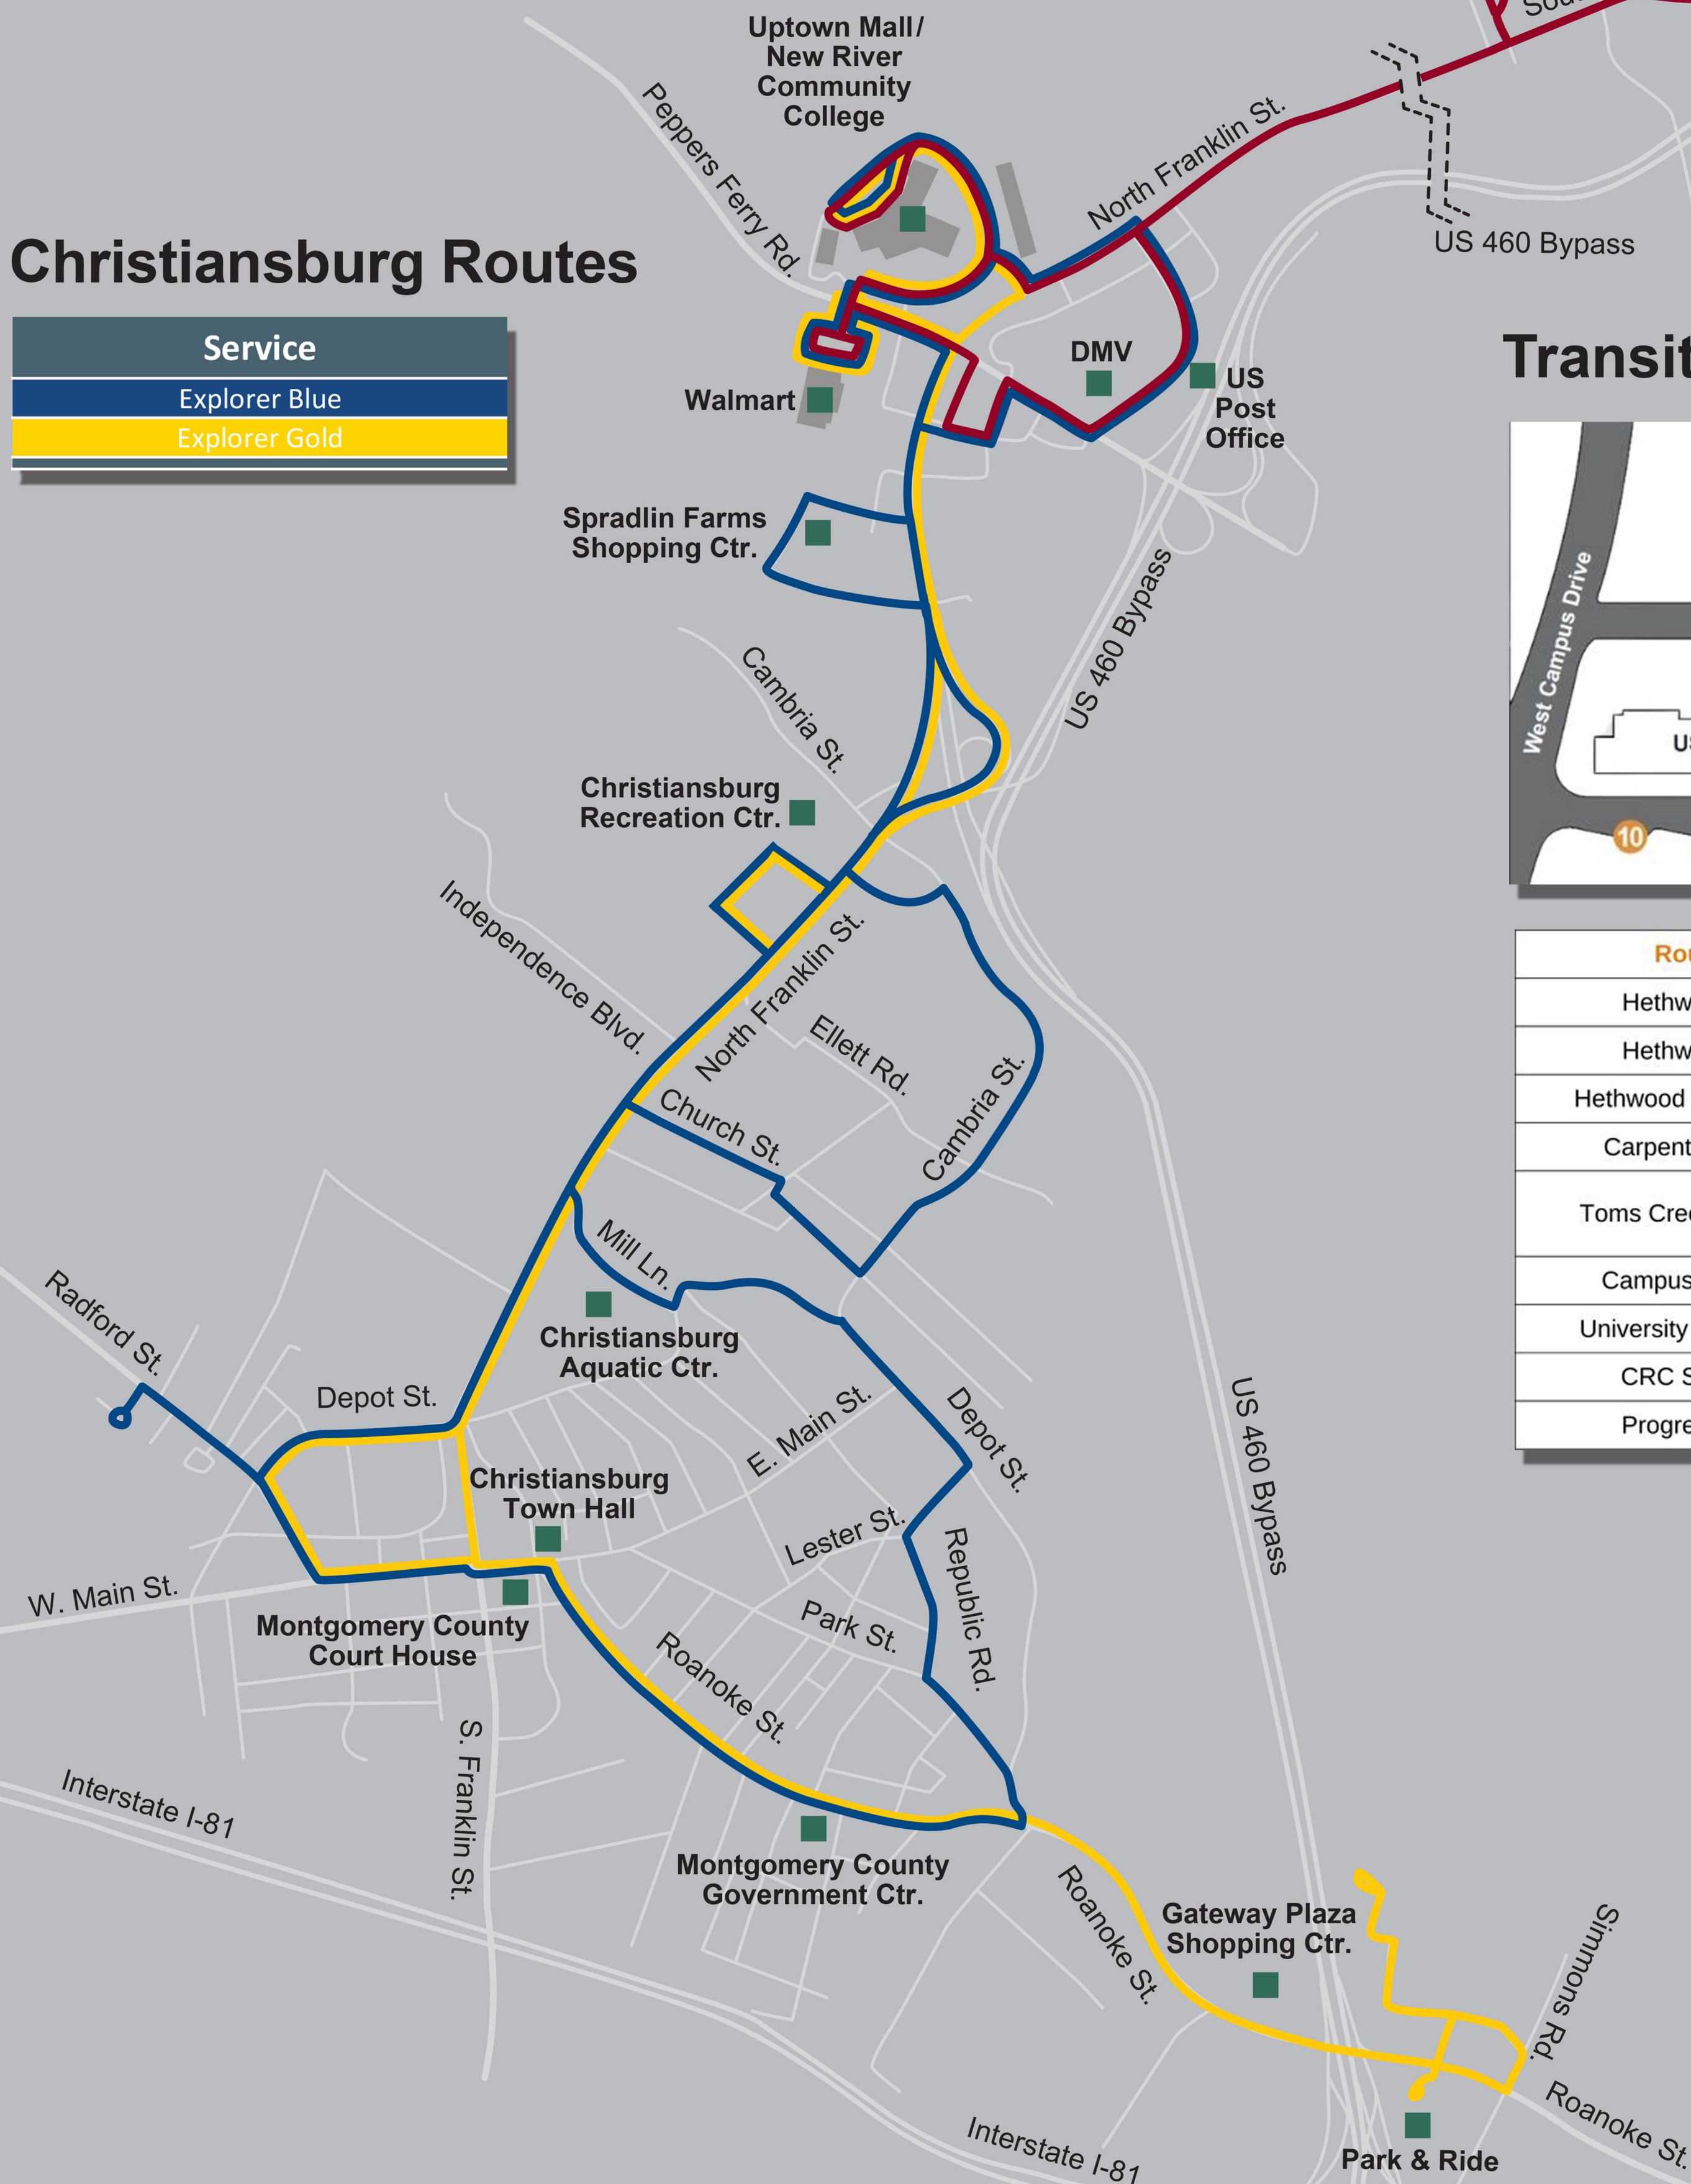 Uptown Mall/
New River
Community
College
Peppers Ferry Rd.
North Franklin St.
US 460 Bypass
Christiansburg Routes
Service
Explorer Blue
Explorer Gold
DMV
US
Post
Office
Walmart
Transit
Spradlin Farms
Shopping Ctr.
US 460 Bypass
West Campus Drive
Cambria St.
Christiansburg
Recreation Ctr.
10
Independence Blvd.
North Franklin St.
Ellett Rd.
Church St.
Cambria St.
Rou
Hethw
Hethw
Hethwood
Carpent
Toms Cree
Campus
University
CRC S
Progre
Mill Ln.
Radford St.
Christiansburg
Aquatic Ctr.
Depot St.
E. Main St.
Depot St.
US 460 Bypass
Christiansburg
Town Hall
Lester St.
Republic Rd.
W. Main St.
Montgomery County
Court House
Park St.
Roanoke St.
S. Franklin St.
Interstate I-81
Montgomery County
Government Ctr.
Roanoke St.
Gateway Plaza
Shopping Ctr.
Simmons Rd.
Roanoke St.
Interstate I-81
Park & Ride